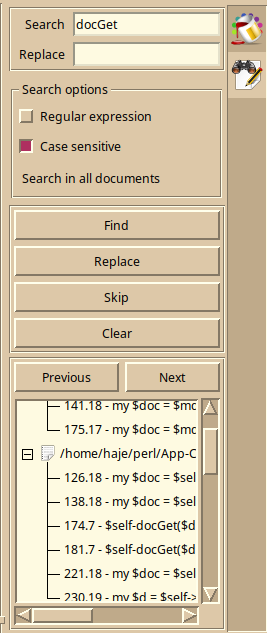 Search docGet
Replace
Search options
Regular expression
Case sensitive
Search in all documents
Find
Replace
Skip
Clear
Previous Next
141.18 - my $doc = $mo
175.17 - my $doc = $mo
/home/haje/perl/App-C
126.18 - my $doc = $sel
138.18 - my $doc = $sel
174.7 - $self-docGet($d
181.7 - $self-docGet($d
221.18 - my $doc = $sel
230.19 - my $d = $self->